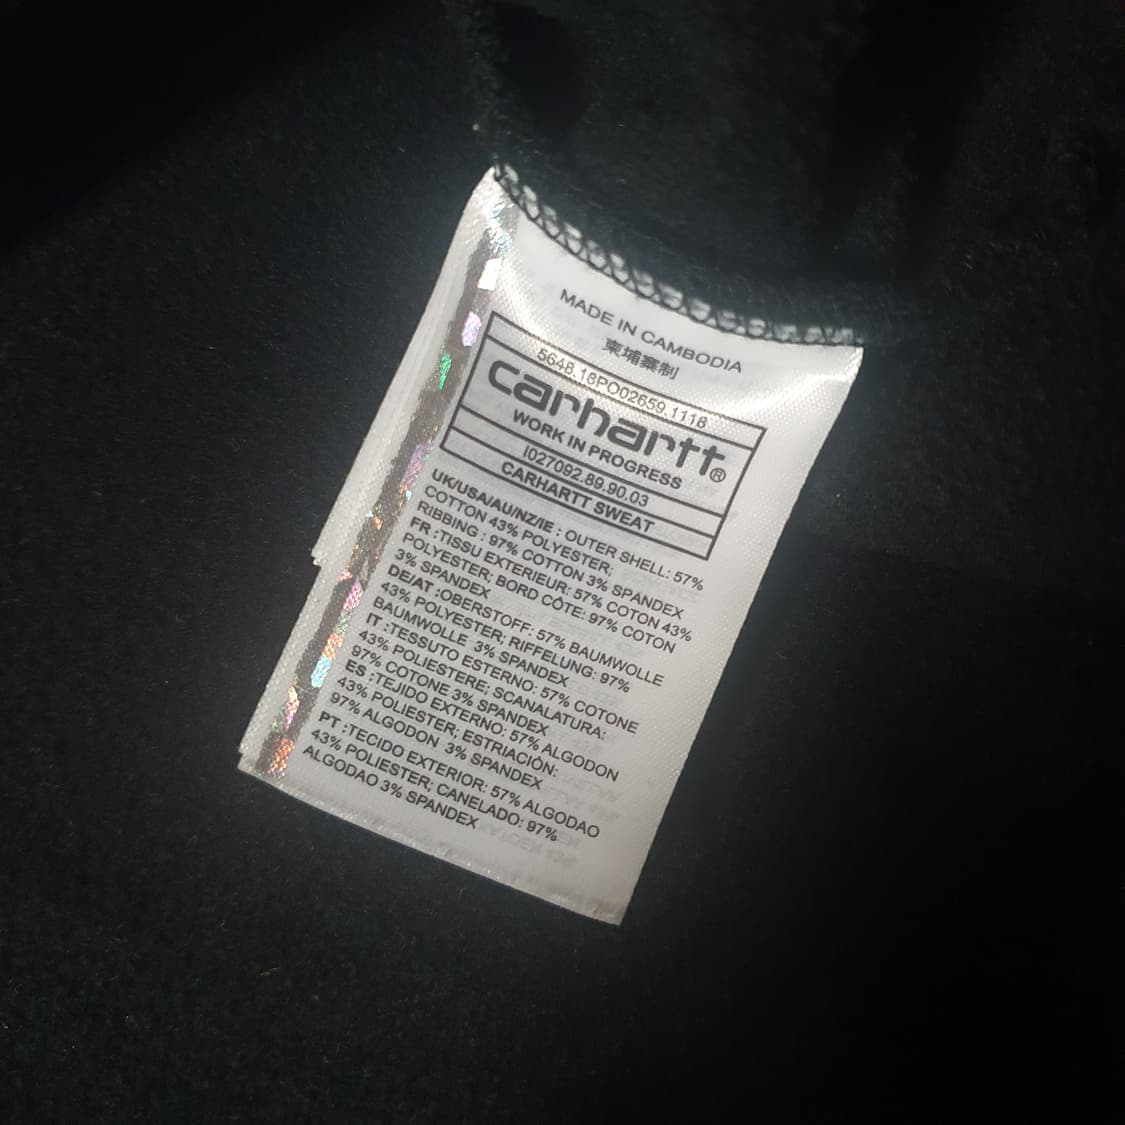 MADE IN CAMBODIA
柬埔寨制
5648.16PO02659.1118
carhartt®
WORK IN PROGRESS
I027092.89.90.03
CARHARTT SWEAT
UK/USA/AU/NZ/IE : OUTER SHELL: 57%
COTTON 43% POLYESTER;
RIBBING : 97% COTTON 3% SPANDEX
FR :TISSU EXTERIEUR: 57% COTON 43%
POLYESTER; BORD CÔTE: 97% COTON
3% SPANDEX
DE/AT :OBERSTOFF: 57% BAUMWOLLE
43% POLYESTER; RIFFELUNG: 97%
BAUMWOLLE 3% SPANDEX
IT :TESSUTO ESTERNO: 57% COTONE
43% POLIESTERE; SCANALATURA:
97% COTONE 3% SPANDEX
ES :TEJIDO EXTERNO: 57% ALGODON
43% POLIESTER; ESTRIACIÓN:
97% ALGODON 3% SPANDEX
PT :TECIDO EXTERIOR: 57% ALGODAO
43% POLIESTER; CANELADO: 97%
ALGODAO 3% SPANDEX